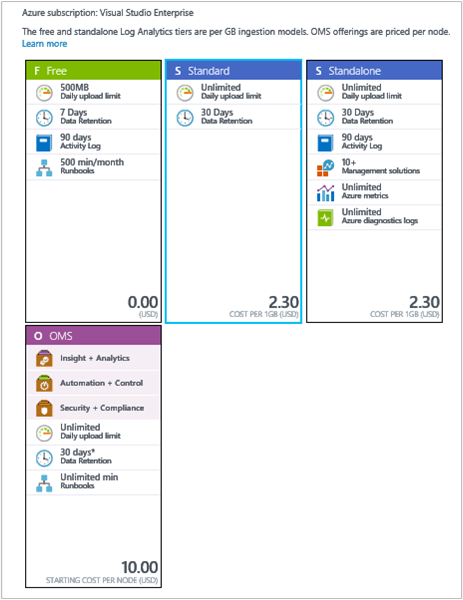 Azure subscription: Visual Studio Enterprise
The free and standalone Log Analytics tiers are per GB ingestion models. OMS offerings are priced per node.
Learn more
F Free
500MB
Daily upload limit
7 Days
Data Retention
90 days
Activity Log
500 min/month
Runbooks
0.00
(USD)
S Standard
Unlimited
Daily upload limit
30 Days
Data Retention
2.30
COST PER 1GB (USD)
S Standalone
Unlimited
Daily upload limit
30 Days
Data Retention
90 days
Activity Log
10+
Management solutions
Unlimited
Azure metrics
Unlimited
Azure diagnostics logs
2.30
COST PER 1GB (USD)
O OMS
Insight + Analytics
Automation + Control
Security + Compliance
Unlimited
Daily upload limit
30 days*
Data Retention
Unlimited min
Runbooks
10.00
STARTING COST PER NODE (USD)